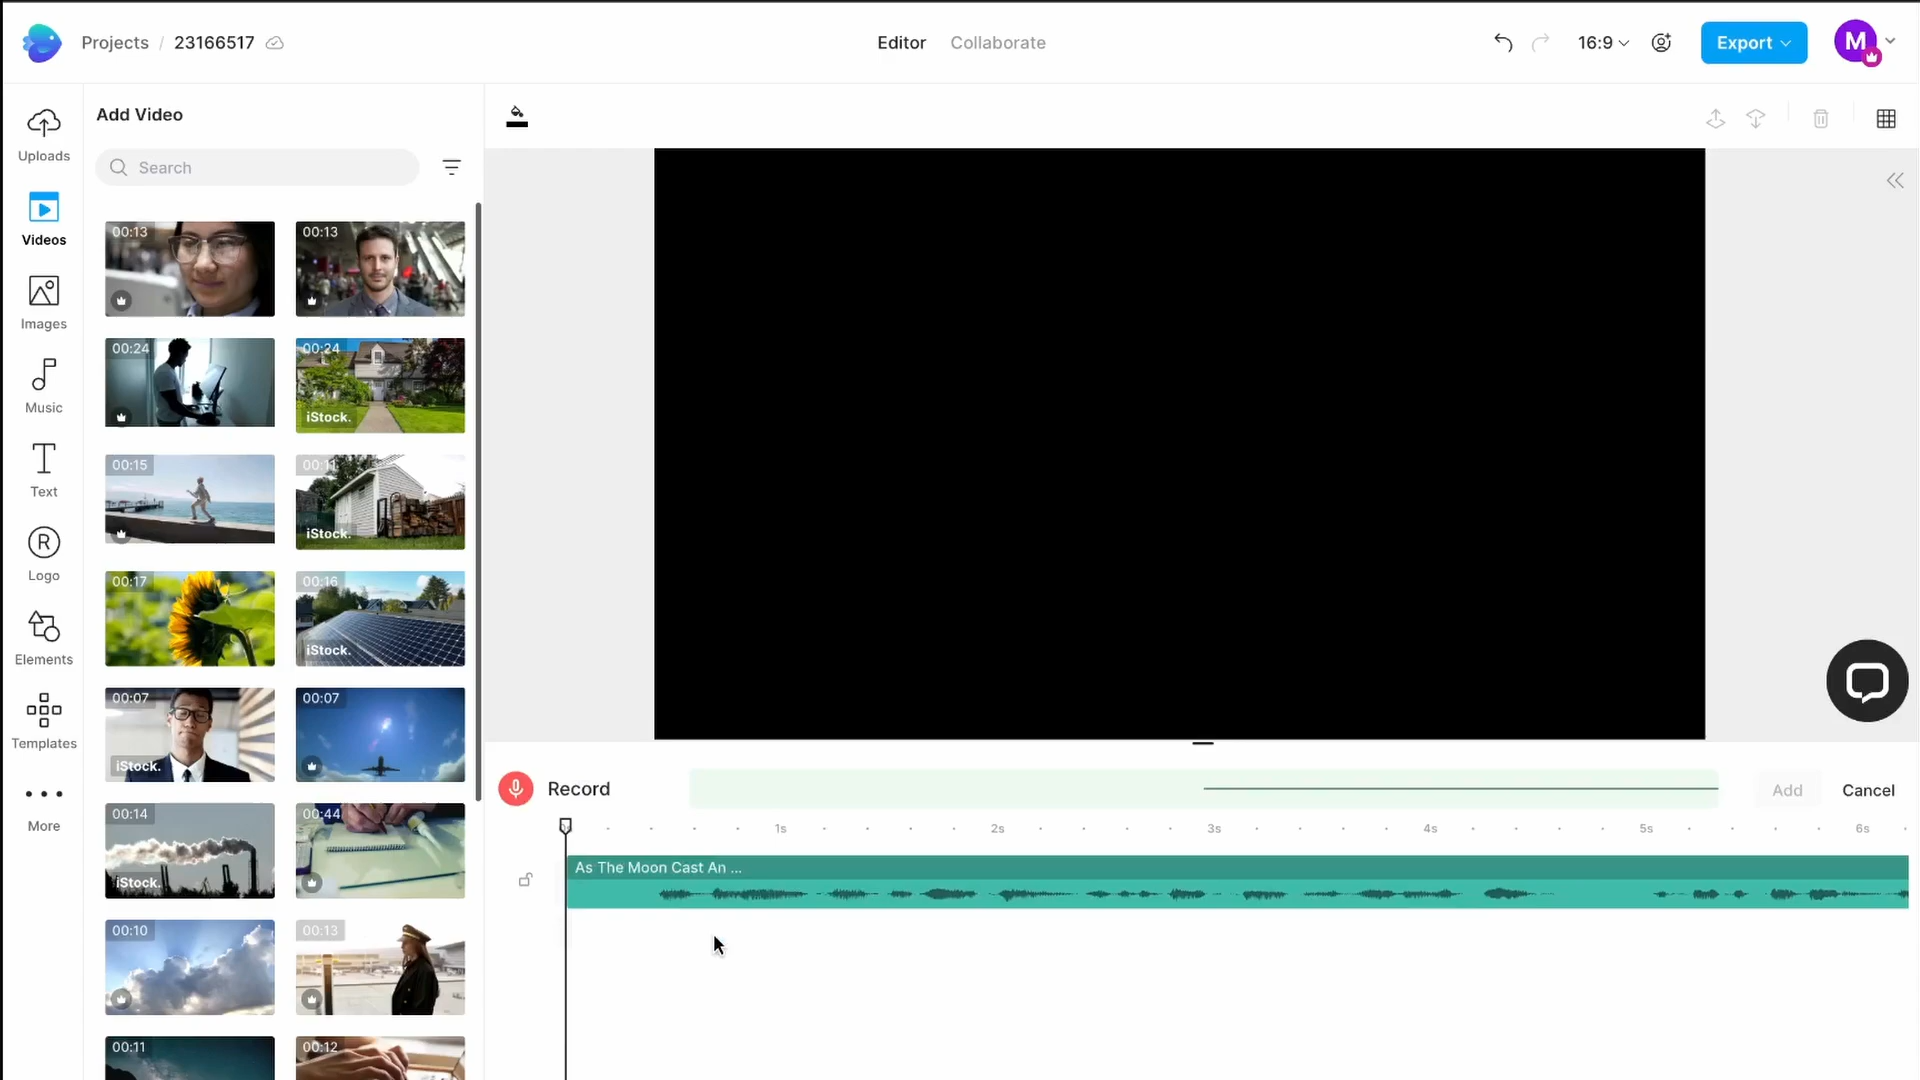 Projects / 23166517
Editor
Collaborate
16:9
Export
M
Uploads
Videos
Images
Music
Text
R
Logo
Elements
Templates
More
Add Video
Search
00:13
00:13
00:24
00:24
iStock.
00:15
00:11
iStock.
00:17
00:16
iStock.
00:07
iStock.
00:07
00:14
iStock.
00:44
00:10
00:13
00:11
00:12
Record
Add
Cancel
1s
2s
3s
4s
5s
6s
As The Moon Cast An ...